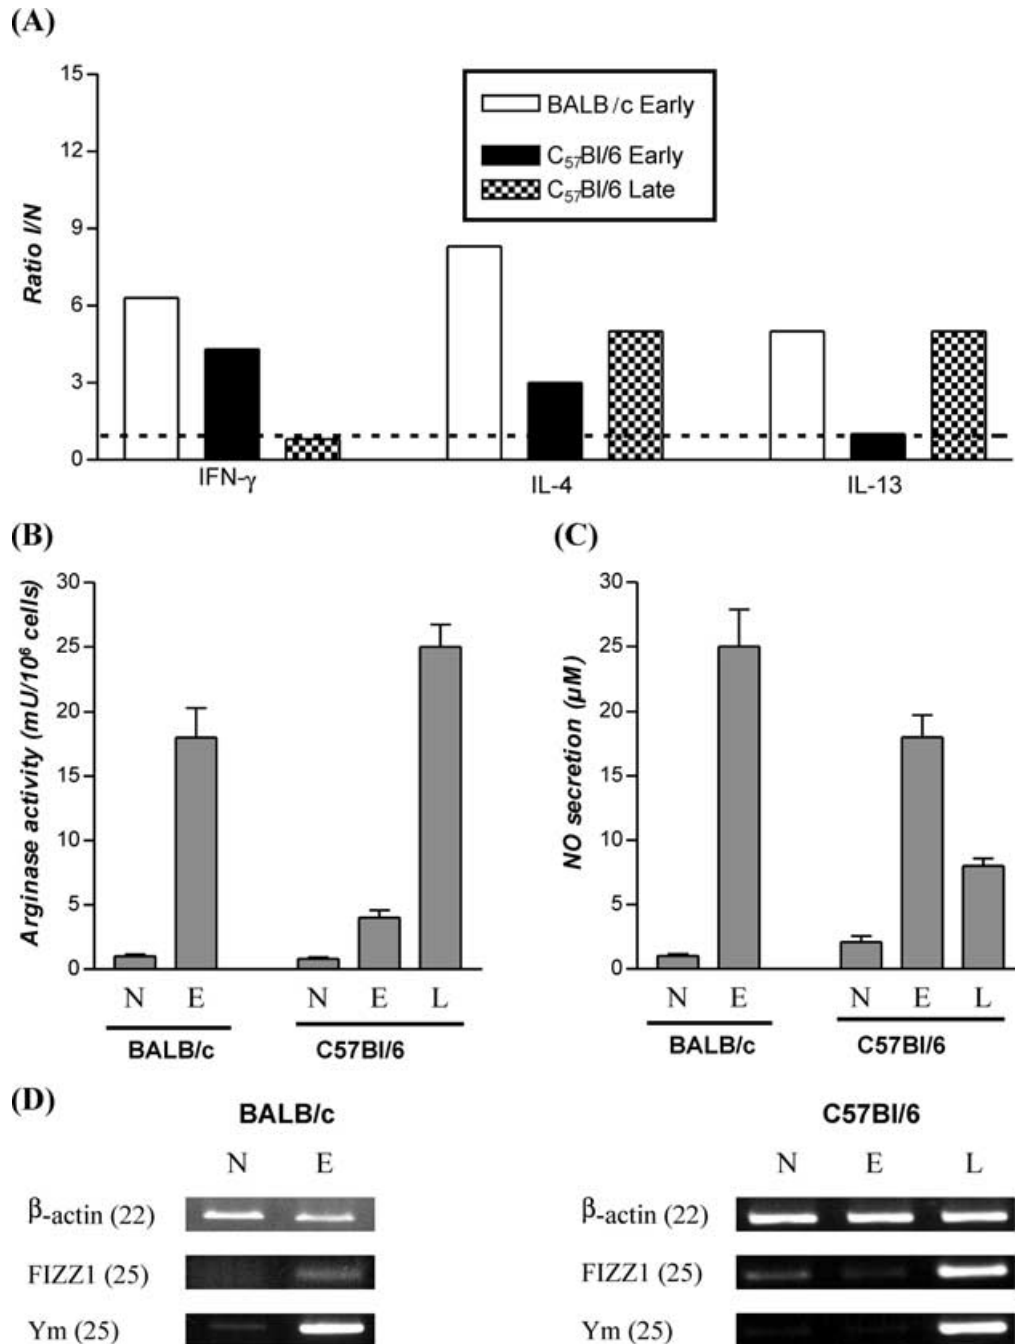 (A)
15
12
9
6
3
0
Ratio I/N
BALB/c Early
C57Bl/6 Early
C57Bl/6 Late
IFN-γ
IL-4
IL-13
(B)
30
25
20
15
10
5
0
Arginase activity (mU/10⁶ cells)
N E N E L
BALB/c C57Bl/6
(C)
30
25
20
15
10
5
0
NO secretion (µM)
N E N E L
BALB/c C57Bl/6
(D)
BALB/c
N E
β-actin (22)
FIZZ1 (25)
Ym (25)
C57Bl/6
N E L
β-actin (22)
FIZZ1 (25)
Ym (25)